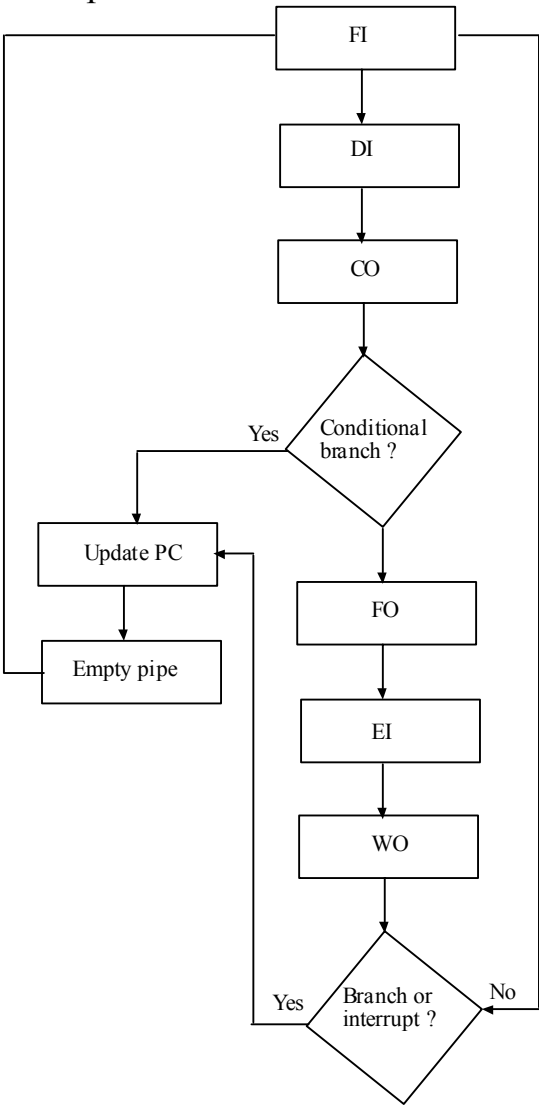 FI
DI
CO
Conditional
branch ?
Yes
Update PC
FO
Empty pipe
EI
WO
Branch or
interrupt ?
Yes
No